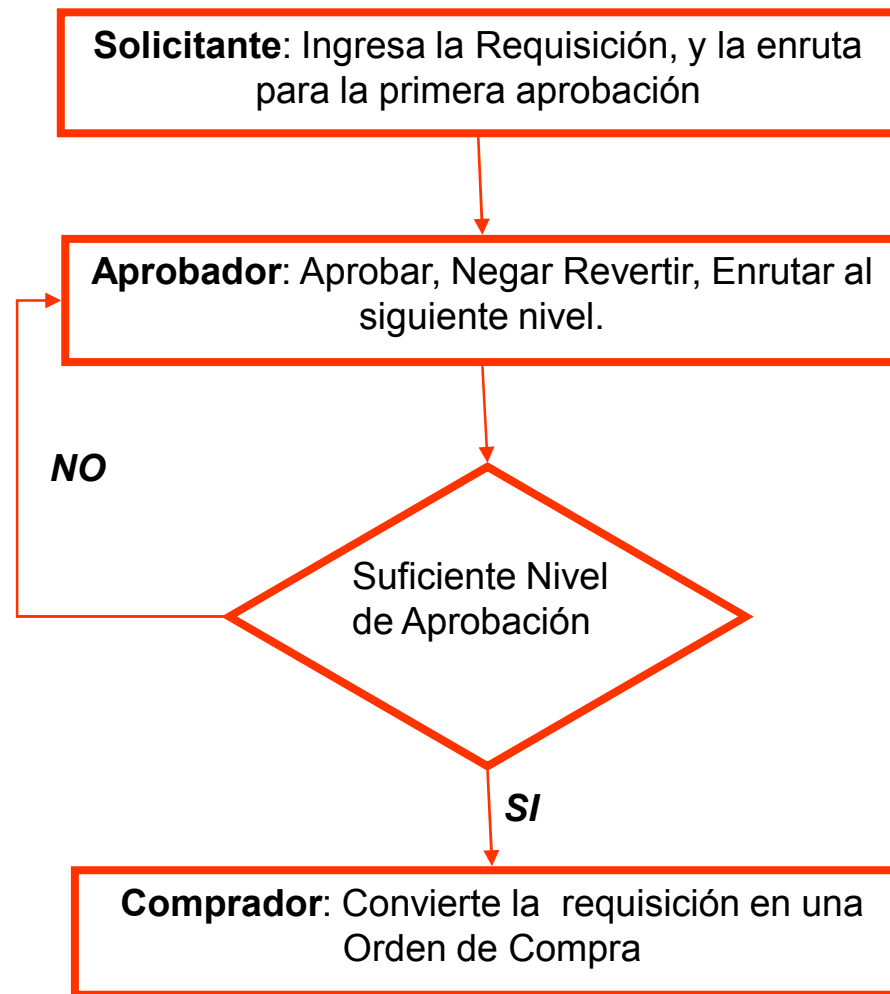 Solicitante: Ingresa la Requisición, y la enruta
para la primera aprobación
Aprobador: Aprobar, Negar Revertir, Enrutar al
siguiente nivel.
NO
Suficiente Nivel
de Aprobación
SI
Comprador: Convierte la  requisición en una
Orden de Compra